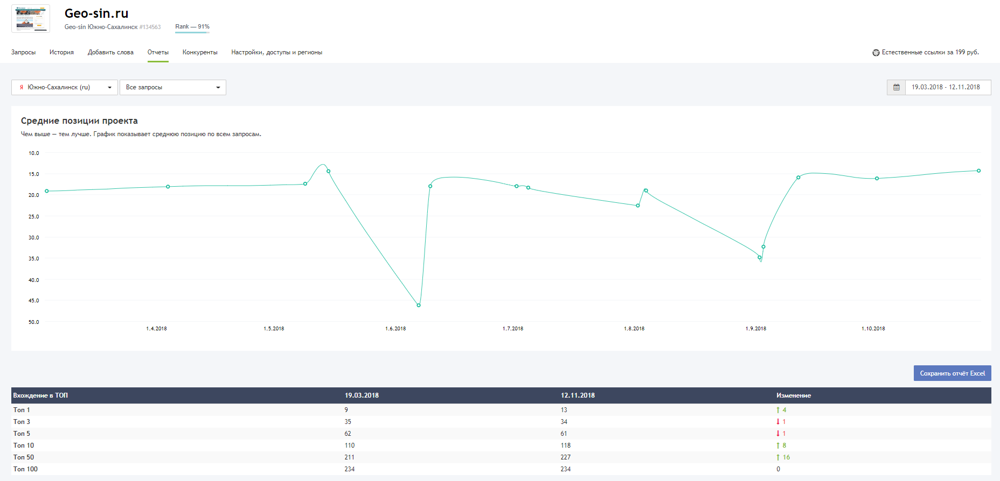 Geo-sin.ru
Geo-sin Южно-Сахалинск #134563 Rank — 91%
Запросы История Добавить слова Отчеты Конкуренты Настройки, доступы и регионы Естественные ссылки за 199 руб.
Я Южно-Сахалинск (ru) Все запросы 19.03.2018 - 12.11.2018
Средние позиции проекта
Чем выше — тем лучше. График показывает среднюю позицию по всем запросам.
10.0
15.0
20.0
25.0
30.0
35.0
40.0
45.0
50.0
1.4.2018 1.5.2018 1.6.2018 1.7.2018 1.8.2018 1.9.2018 1.10.2018
Сохранить отчёт Excel
Вхождение в ТОП 19.03.2018 12.11.2018 Изменение
Топ 1 9 13 ↑ 4
Топ 3 35 34 ↓ 1
Топ 5 62 61 ↓ 1
Топ 10 110 118 ↑ 8
Топ 50 211 227 ↑ 16
Топ 100 234 234 0